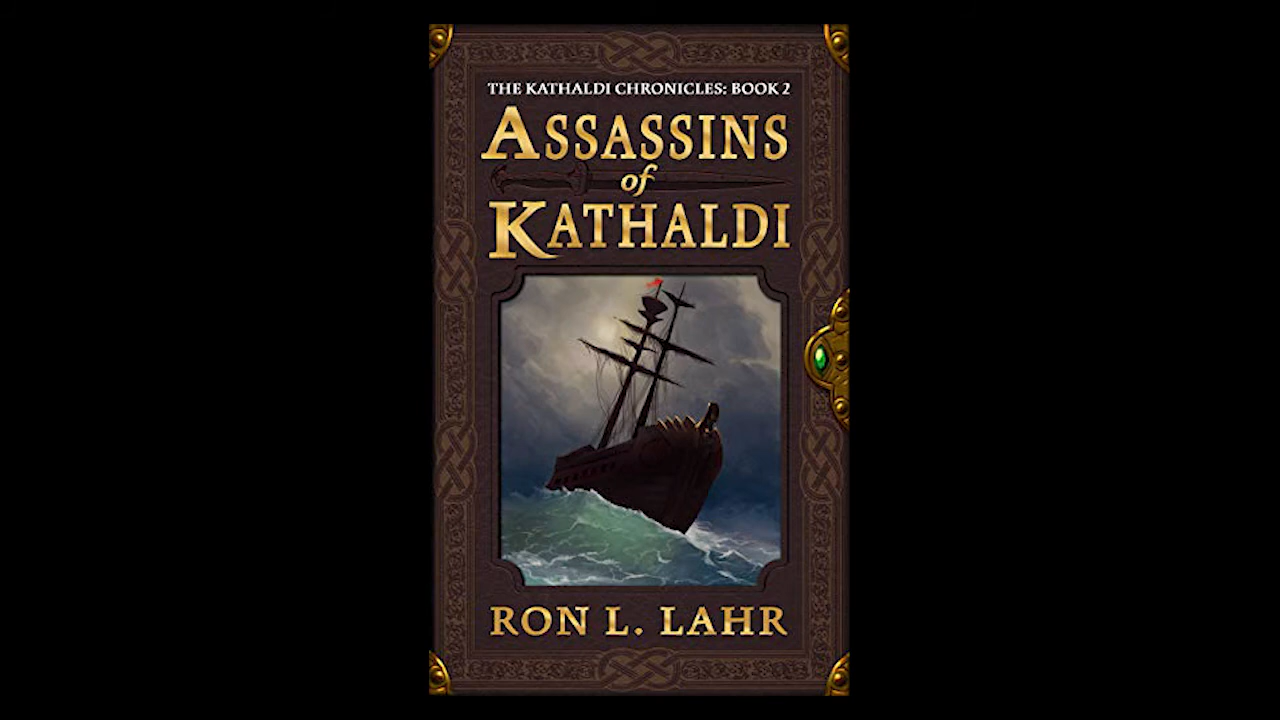 THE KATHALDI CHRONICLES: BOOK 2
ASSASSINS
of
KATHALDI
RON L. LAHR